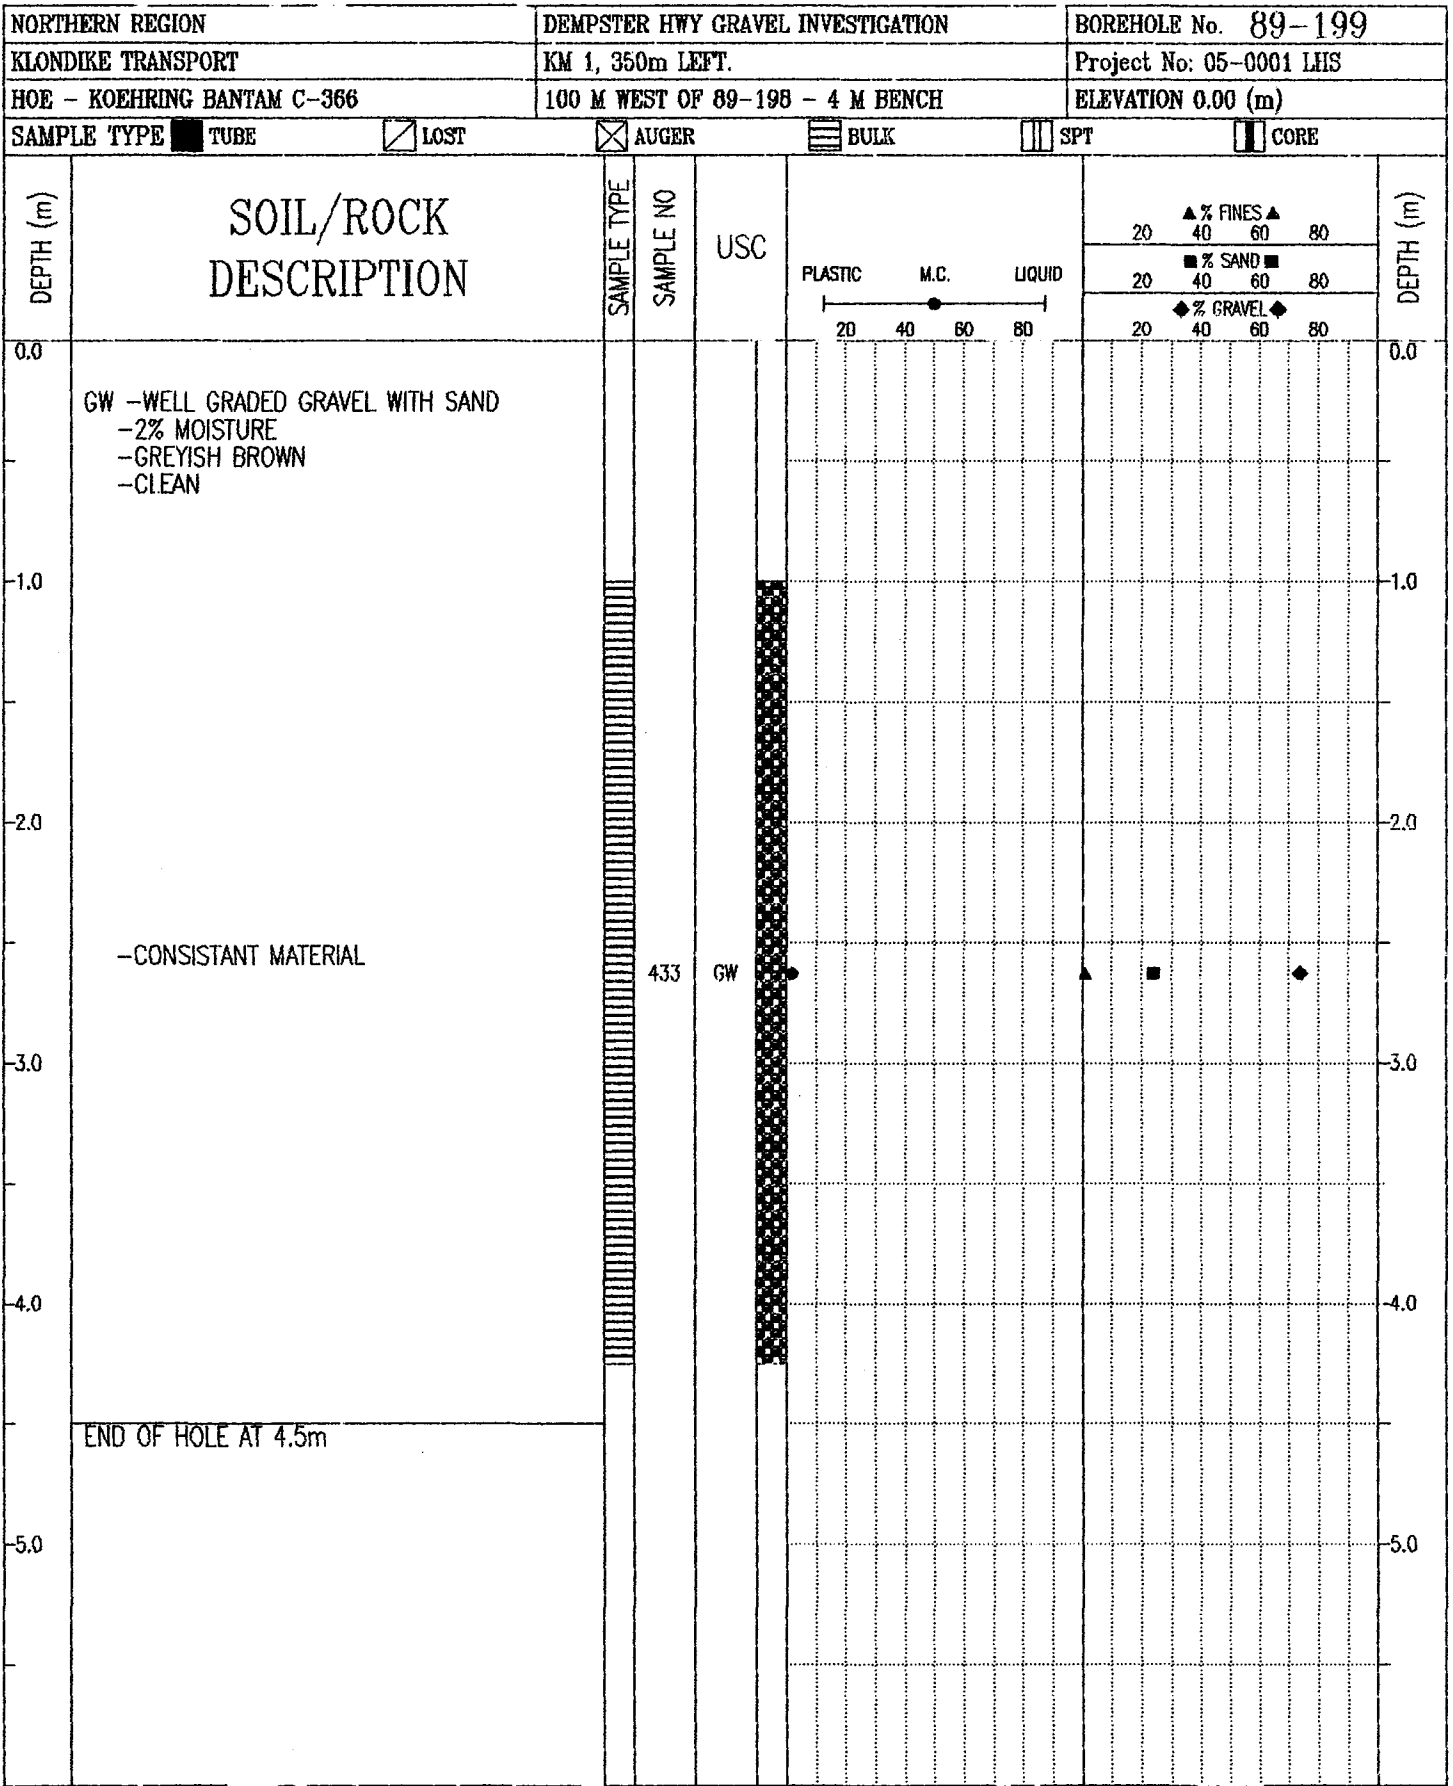 NORTHERN REGION
DEMPSTER HWY GRAVEL INVESTIGATION
BOREHOLE No. 89-199
KLONDIKE TRANSPORT
KM 1, 350m LEFT.
Project No: 05-0001 LHS
HOE - KOEHRING BANTAM C-366
100 M WEST OF 89-198 - 4 M BENCH
ELEVATION 0.00 (m)
SAMPLE TYPE TUBE LOST AUGER BULK SPT CORE
DEPTH (m)
SOIL/ROCK
DESCRIPTION
SAMPLE TYPE
SAMPLE NO
USC
PLASTIC M.C. LIQUID
20 40 60 80
▲ % FINES ▲
20 40 60 80
■ % SAND ■
20 40 60 80
◆ % GRAVEL ◆
20 40 60 80
DEPTH (m)
0.0
0.0
GW -WELL GRADED GRAVEL WITH SAND
-2% MOISTURE
-GREYISH BROWN
-CLEAN
1.0
1.0
2.0
2.0
-CONSISTANT MATERIAL
433 GW
3.0
3.0
4.0
4.0
END OF HOLE AT 4.5m
5.0
5.0